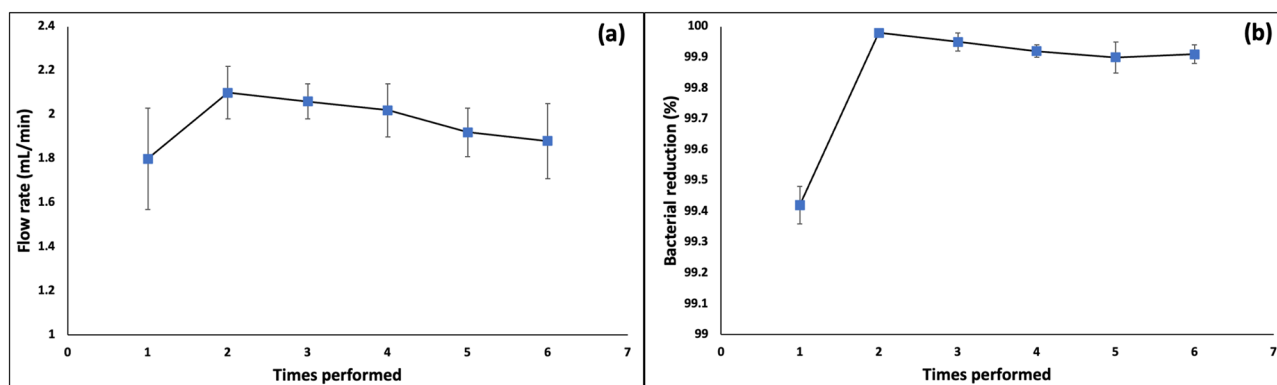 (a)
Flow rate (mL/min)
2.4
2.2
2
1.8
1.6
1.4
1.2
1
0 1 2 3 4 5 6 7
Times performed
(b)
Bacterial reduction (%)
100
99.9
99.8
99.7
99.6
99.5
99.4
99.3
99.2
99.1
99
0 1 2 3 4 5 6 7
Times performed